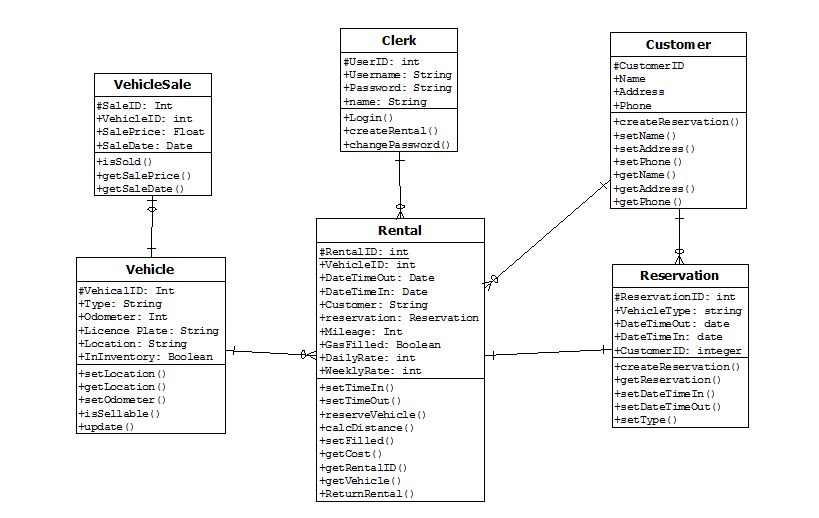 Clerk
#UserID: int
+Username: String
+Password: String
+name: String
+Login()
+createRental()
+changePassword()
Customer
#CustomerID
+Name
+Address
+Phone
+createReservation()
+setName()
+setAddress()
+setPhone()
+getName()
+getAddress()
+getPhone()
VehicleSale
#SaleID: Int
+VehicleID: int
+SalePrice: Float
+SaleDate: Date
+isSold()
+getSalePrice()
+getSaleDate()
Vehicle
#VehicalID: Int
+Type: String
+Odometer: Int
+Licence Plate: String
+Location: String
+InInventory: Boolean
+setLocation()
+getLocation()
+setOdometer()
+isSellable()
+update()
Rental
#RentalID: int
+VehicleID: int
+DateTimeOut: Date
+DateTimeIn: Date
+Customer: String
+reservation: Reservation
+Mileage: Int
+GasFilled: Boolean
+DailyRate: int
+WeeklyRate: int
+setTimeIn()
+setTimeOut()
+reserveVehicle()
+calcDistance()
+setFilled()
+getCost()
+getRentalID()
+getVehicle()
+ReturnRental()
Reservation
#ReservationID: int
+VehicleType: string
+DateTimeOut: date
+DateTimeIn: date
+CustomerID: integer
+createReservation()
+getReservation()
+setDateTimeIn()
+setDateTimeOut()
+setType()